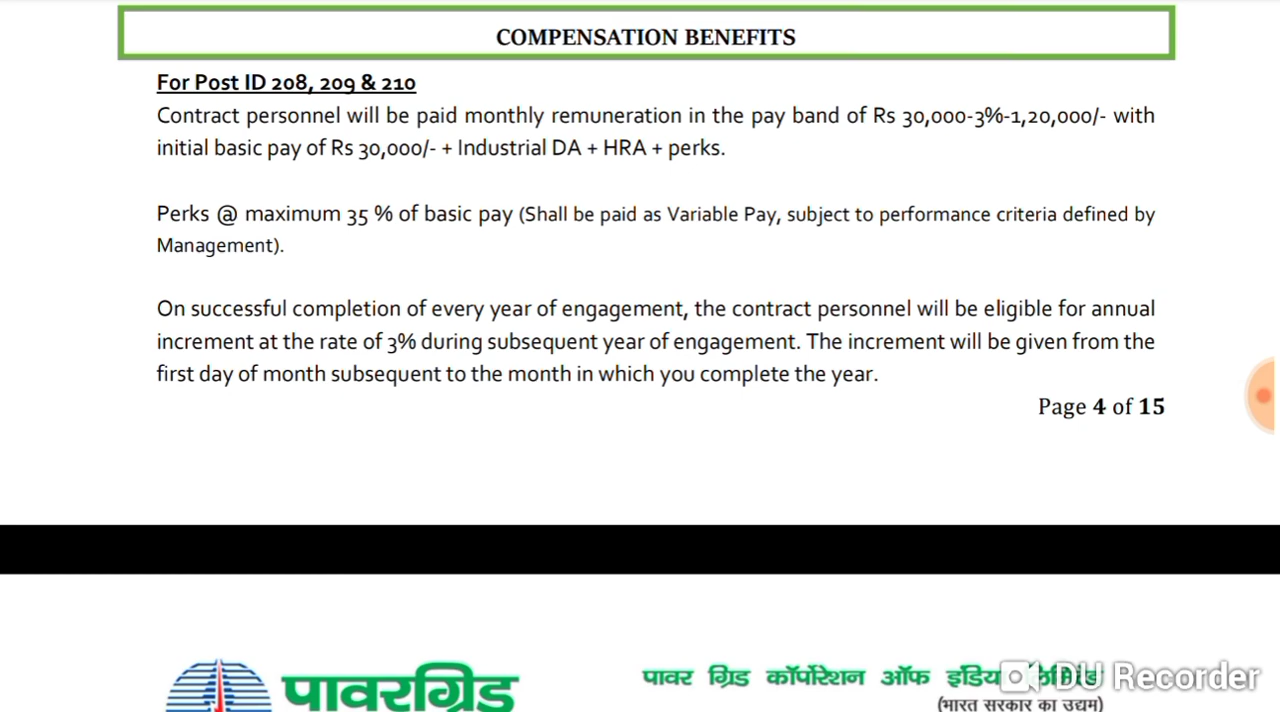 COMPENSATION BENEFITS
For Post ID 208, 209 & 210
Contract personnel will be paid monthly remuneration in the pay band of Rs 30,000-3%-1,20,000/- with
initial basic pay of Rs 30,000/- + Industrial DA + HRA + perks.
Perks @ maximum 35 % of basic pay (Shall be paid as Variable Pay, subject to performance criteria defined by
Management).
On successful completion of every year of engagement, the contract personnel will be eligible for annual
increment at the rate of 3% during subsequent year of engagement. The increment will be given from the
first day of month subsequent to the month in which you complete the year.
Page 4 of 15
पावरग्रिड
पावर ग्रिड कॉर्पोरेशन ऑफ इंडिया
DU Recorder
(भारत सरकार का उद्यम)